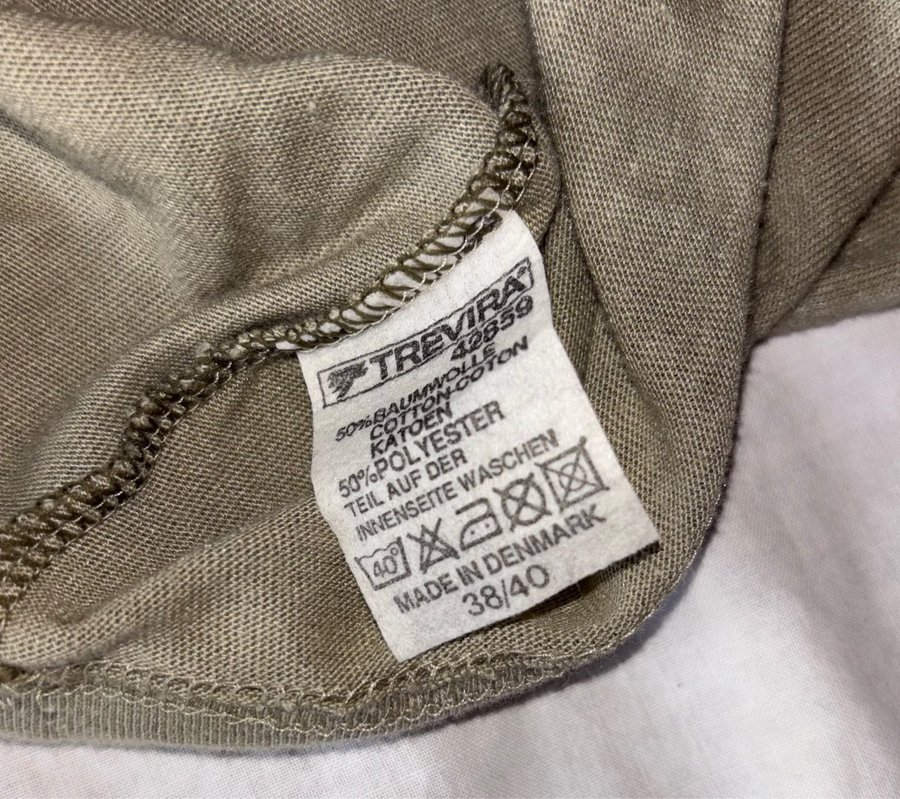 TREVIRA®
42859
50% BAUMWOLLE
COTTON-COTON
KATOEN
50% POLYESTER
TEIL AUF DER
INNENSEITE WASCHEN
40°
MADE IN DENMARK
38/40